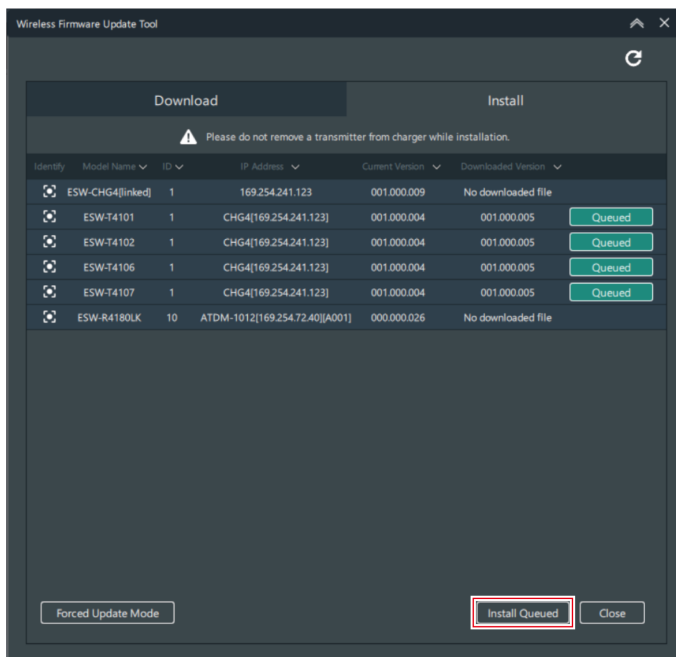 Wireless Firmware Update Tool
Download Install
Please do not remove a transmitter from charger while installation.
Identify Model Name ID IP Address Current Version Downloaded Version
ESW-CHG4[linked] 1 169.254.241.123 001.000.009 No downloaded file
ESW-T4101 1 CHG4[169.254.241.123] 001.000.004 001.000.005 Queued
ESW-T4102 1 CHG4[169.254.241.123] 001.000.004 001.000.005 Queued
ESW-T4106 1 CHG4[169.254.241.123] 001.000.004 001.000.005 Queued
ESW-T4107 1 CHG4[169.254.241.123] 001.000.004 001.000.005 Queued
ESW-R4180LK 10 ATDM-1012[169.254.72.40][A001] 000.000.026 No downloaded file
Forced Update Mode Install Queued Close